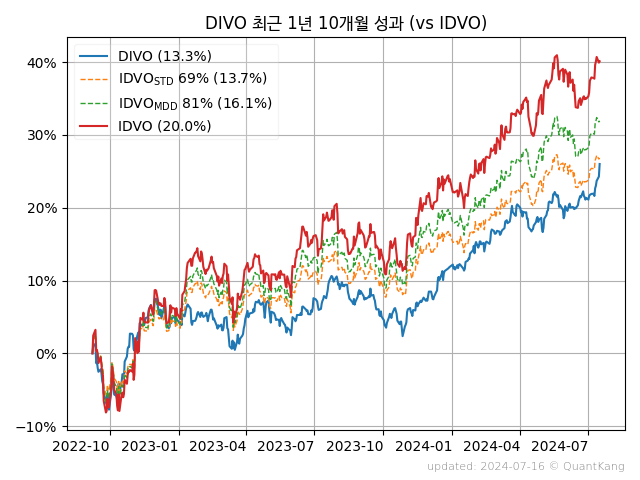 DIVO 최근 1년 10개월 성과 (vs IDVO)
DIVO (13.3%)
IDVO_STD 69% (13.7%)
IDVO_MDD 81% (16.1%)
IDVO (20.0%)
40%
30%
20%
10%
0%
−10%
2022-10 2023-01 2023-04 2023-07 2023-10 2024-01 2024-04 2024-07
updated: 2024-07-16 © QuantKang